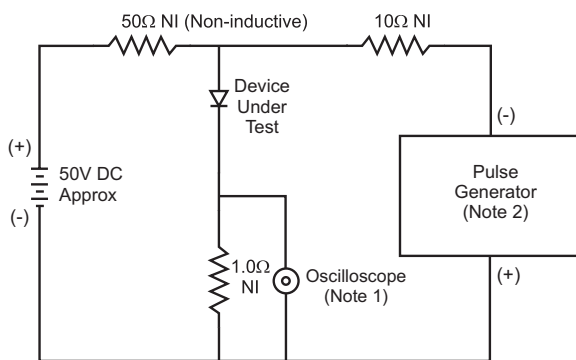 50Ω NI (Non-inductive)
10Ω NI
Device
Under
Test
(-)
(+)
50V DC
Approx
(-)
Pulse
Generator
(Note 2)
1.0Ω
NI
Oscilloscope
(Note 1)
(+)